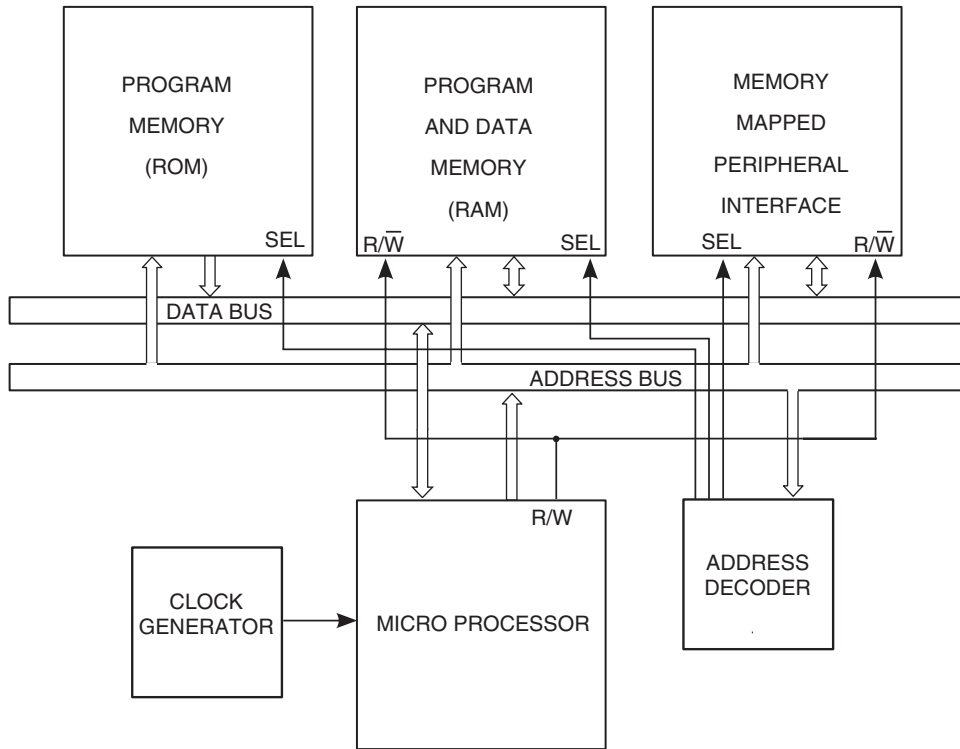 PROGRAM
MEMORY
(ROM)
SEL
PROGRAM
AND DATA
MEMORY
(RAM)
R/W̅
SEL
MEMORY
MAPPED
PERIPHERAL
INTERFACE
SEL
R/W̅
DATA BUS
ADDRESS BUS
R/W
MICRO PROCESSOR
CLOCK
GENERATOR
ADDRESS
DECODER